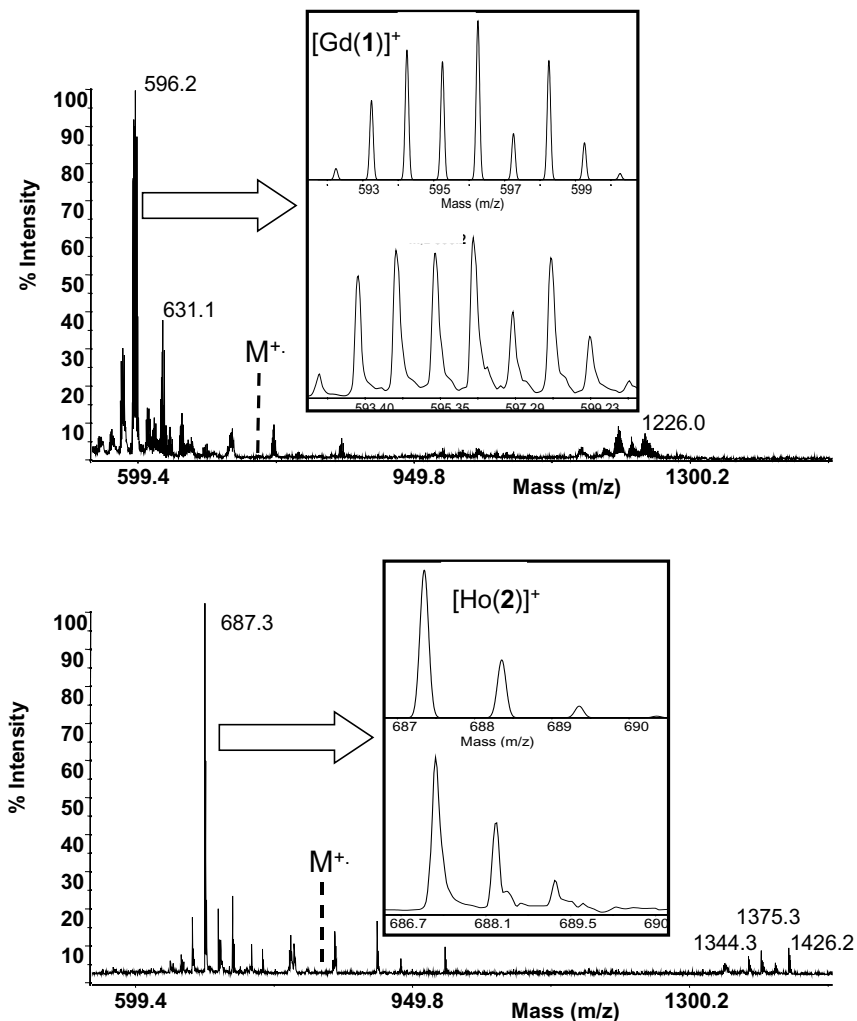 [Gd(1)]⁺
593 595 597 599
Mass (m/z)
593.40 595.35 597.29 599.23
596.2
631.1
M⁺·
1226.0
100
90
80
70
60
50
40
30
20
10
% Intensity
599.4 949.8 1300.2
Mass (m/z)
[Ho(2)]⁺
687 688 689 690
Mass (m/z)
686.7 688.1 689.5 690
687.3
M⁺·
1375.3
1344.3 1426.2
100
90
80
70
60
50
40
30
20
10
% Intensity
599.4 949.8 1300.2
Mass (m/z)